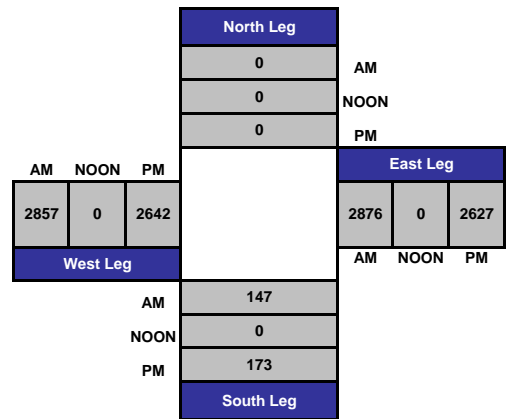 North Leg
0 AM
0 NOON
0 PM
AM NOON PM
East Leg
2857 0 2642
2876 0 2627
West Leg
AM NOON PM
AM 147
NOON 0
PM 173
South Leg